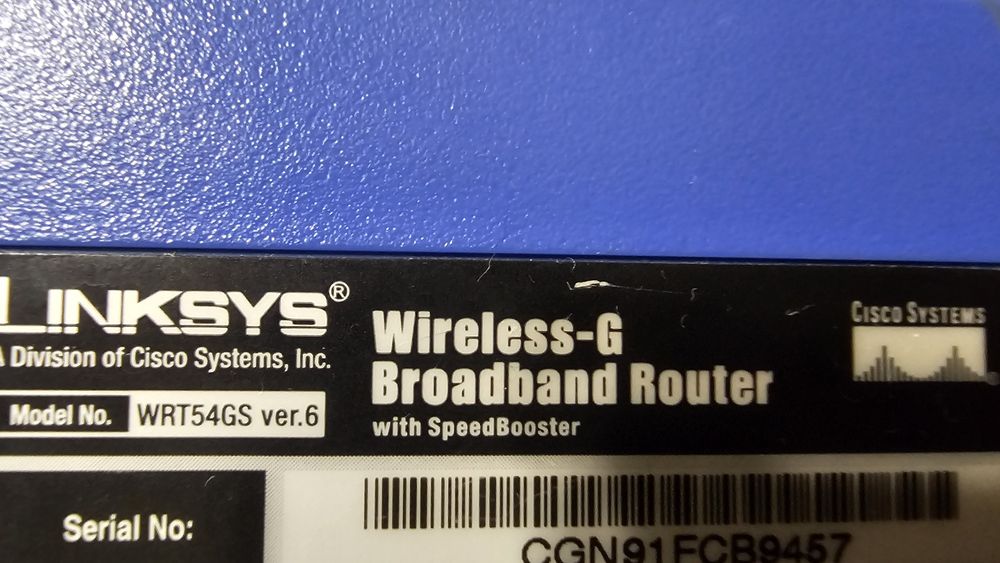 LINKSYS®
A Division of Cisco Systems, Inc.
Model No. WRT54GS ver.6
Wireless-G
Broadband Router
with SpeedBooster
CISCO SYSTEMS
Serial No:
CGN91FCB9457